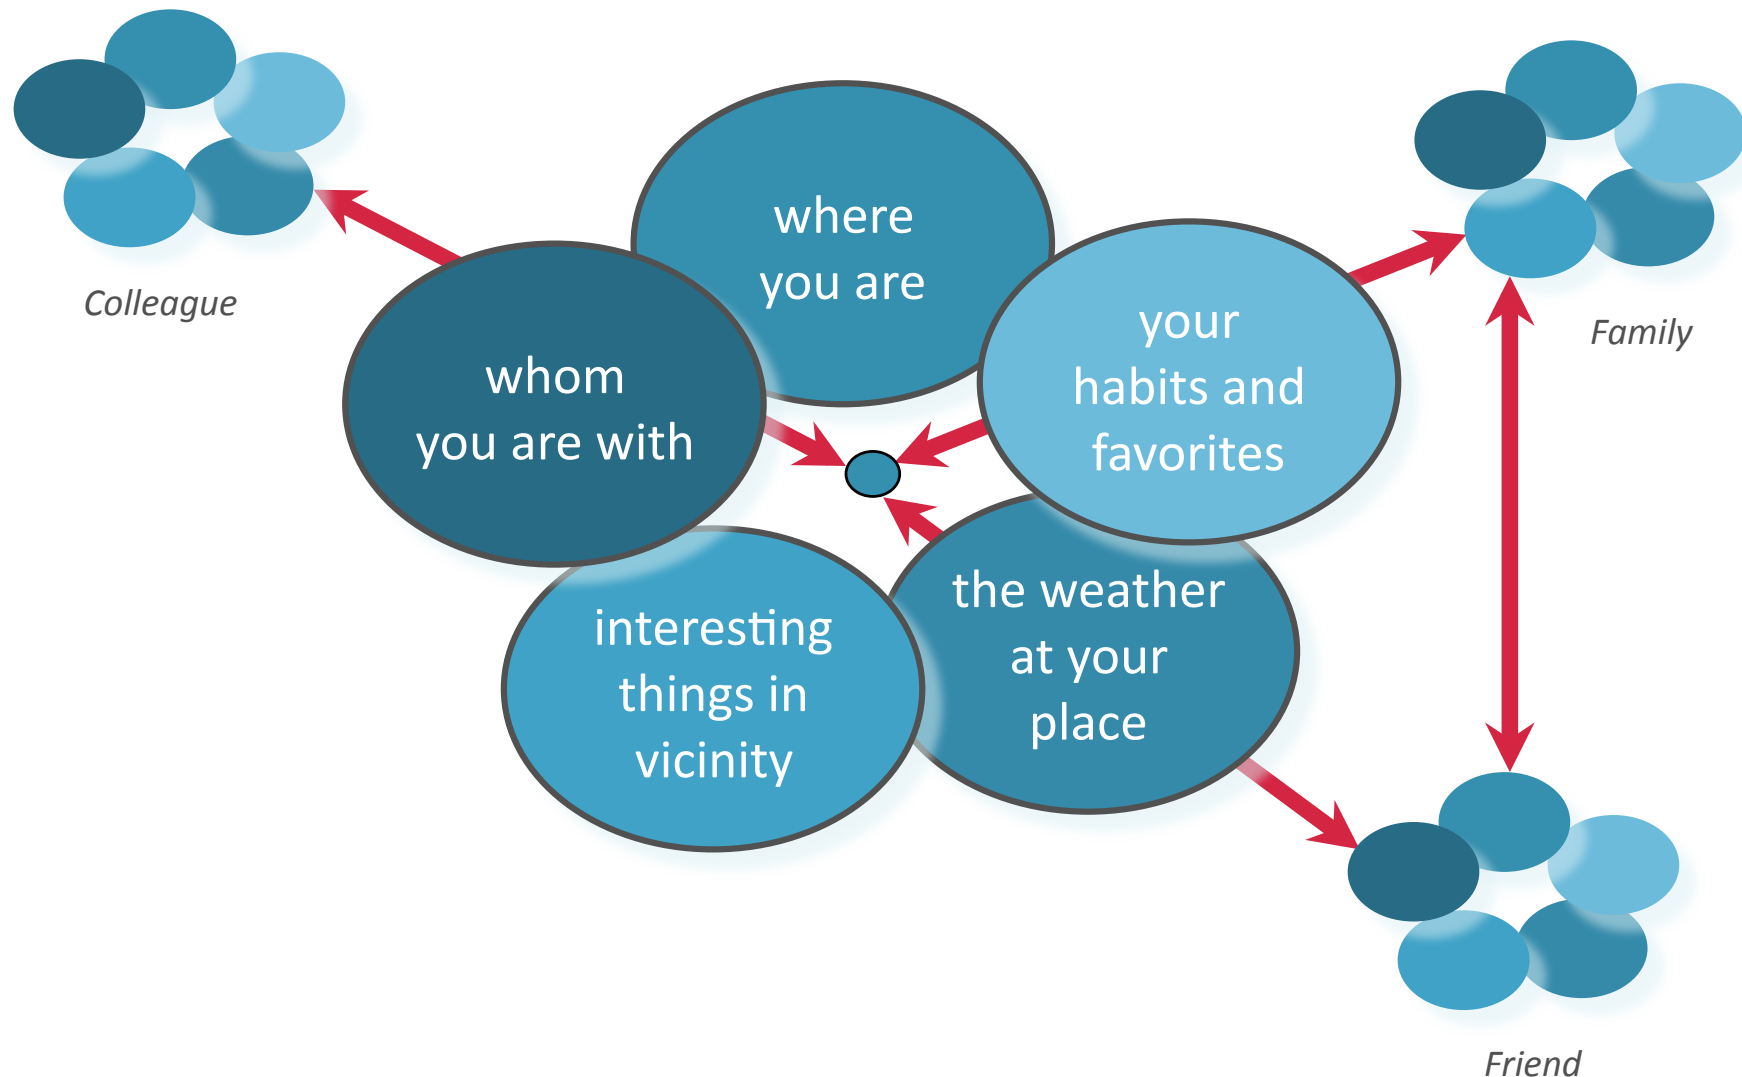 Colleague
where
you are
your
habits and
favorites
Family
whom
you are with
interesting
things in
vicinity
the weather
at your
place
Friend